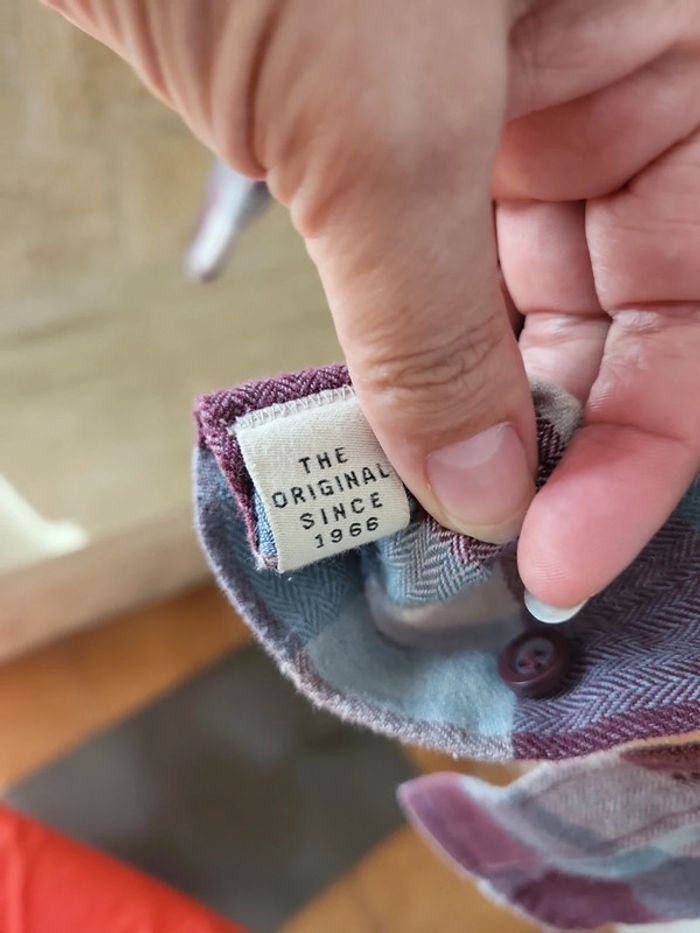 THE
ORIGINAL
SINCE
1966